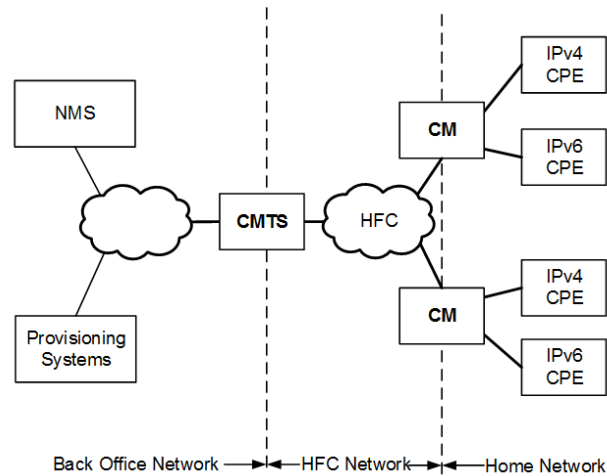 IPv4
CPE
NMS
CM
IPv6
CPE
CMTS
HFC
IPv4
CPE
CM
Provisioning
Systems
IPv6
CPE
Back Office Network
HFC Network
Home Network